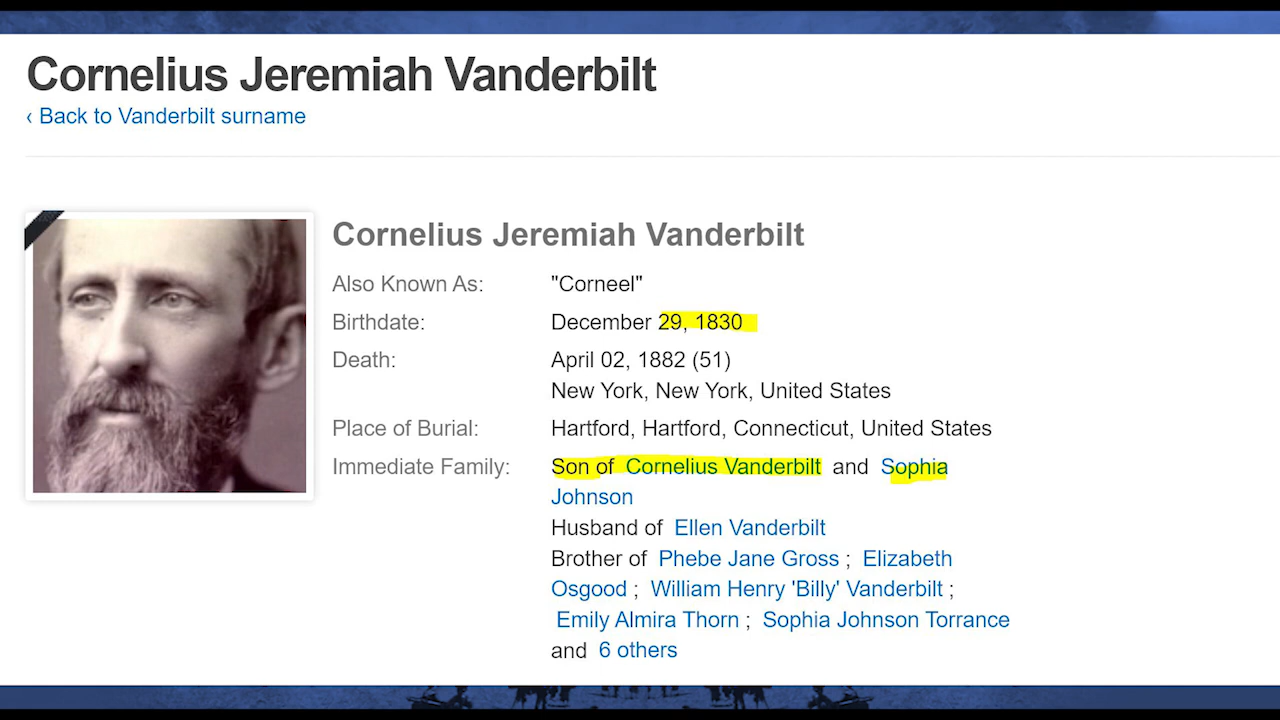 Cornelius Jeremiah Vanderbilt
‹ Back to Vanderbilt surname
Cornelius Jeremiah Vanderbilt
Also Known As: "Corneel"
Birthdate: December 29, 1830
Death: April 02, 1882 (51)
New York, New York, United States
Place of Burial: Hartford, Hartford, Connecticut, United States
Immediate Family: Son of Cornelius Vanderbilt and Sophia
Johnson
Husband of Ellen Vanderbilt
Brother of Phebe Jane Gross ; Elizabeth
Osgood ; William Henry 'Billy' Vanderbilt ;
Emily Almira Thorn ; Sophia Johnson Torrance
and 6 others